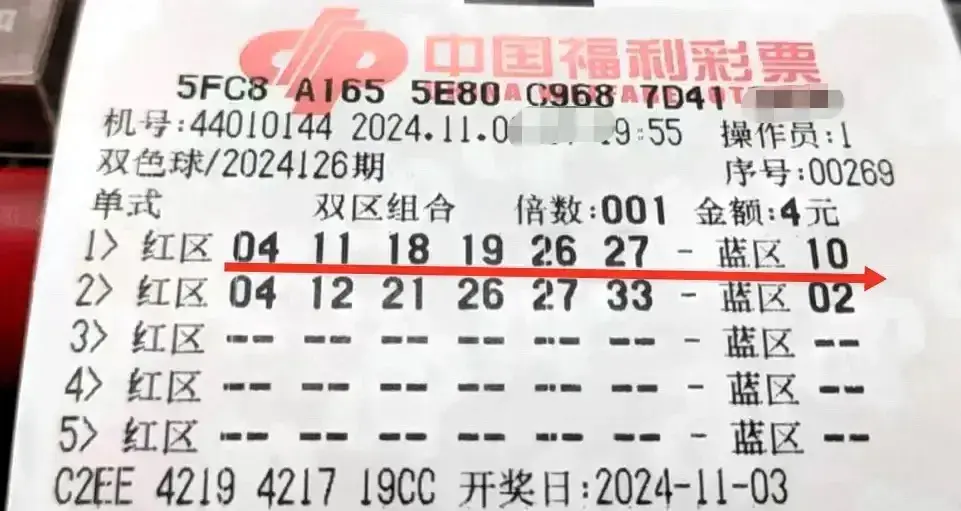 中国福利彩票
5FC8 A165 5E80 C968 7D41
机号:44010144 2024.11.0 9:55 操作员:1
双色球/2024126期 序号:00269
单式 双区组合 倍数:001 金额:4元
1> 红区 04 11 18 19 26 27 - 蓝区 10
2> 红区 04 12 21 26 27 33 - 蓝区 02
3> 红区 -- -- -- -- -- -- - 蓝区 --
4> 红区 -- -- -- -- -- -- - 蓝区 --
5> 红区 -- -- -- -- -- -- - 蓝区 --
C2EE 4219 4217 19CC 开奖日:2024-11-03